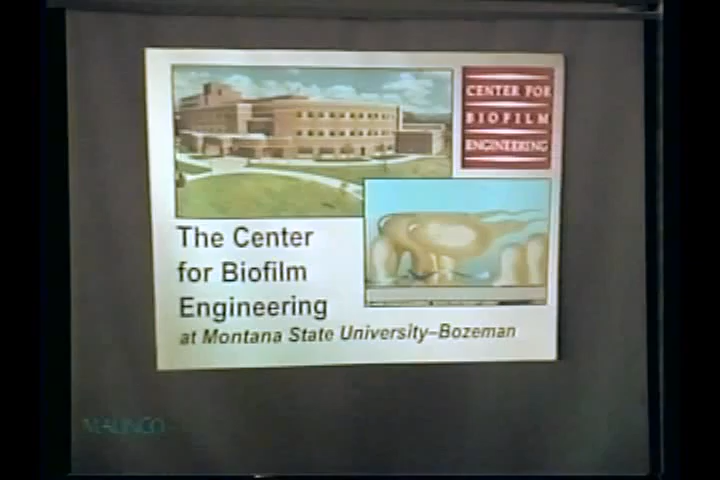 CENTER FOR
BIOFILM
ENGINEERING
The Center
for Biofilm
Engineering
at Montana State University–Bozeman